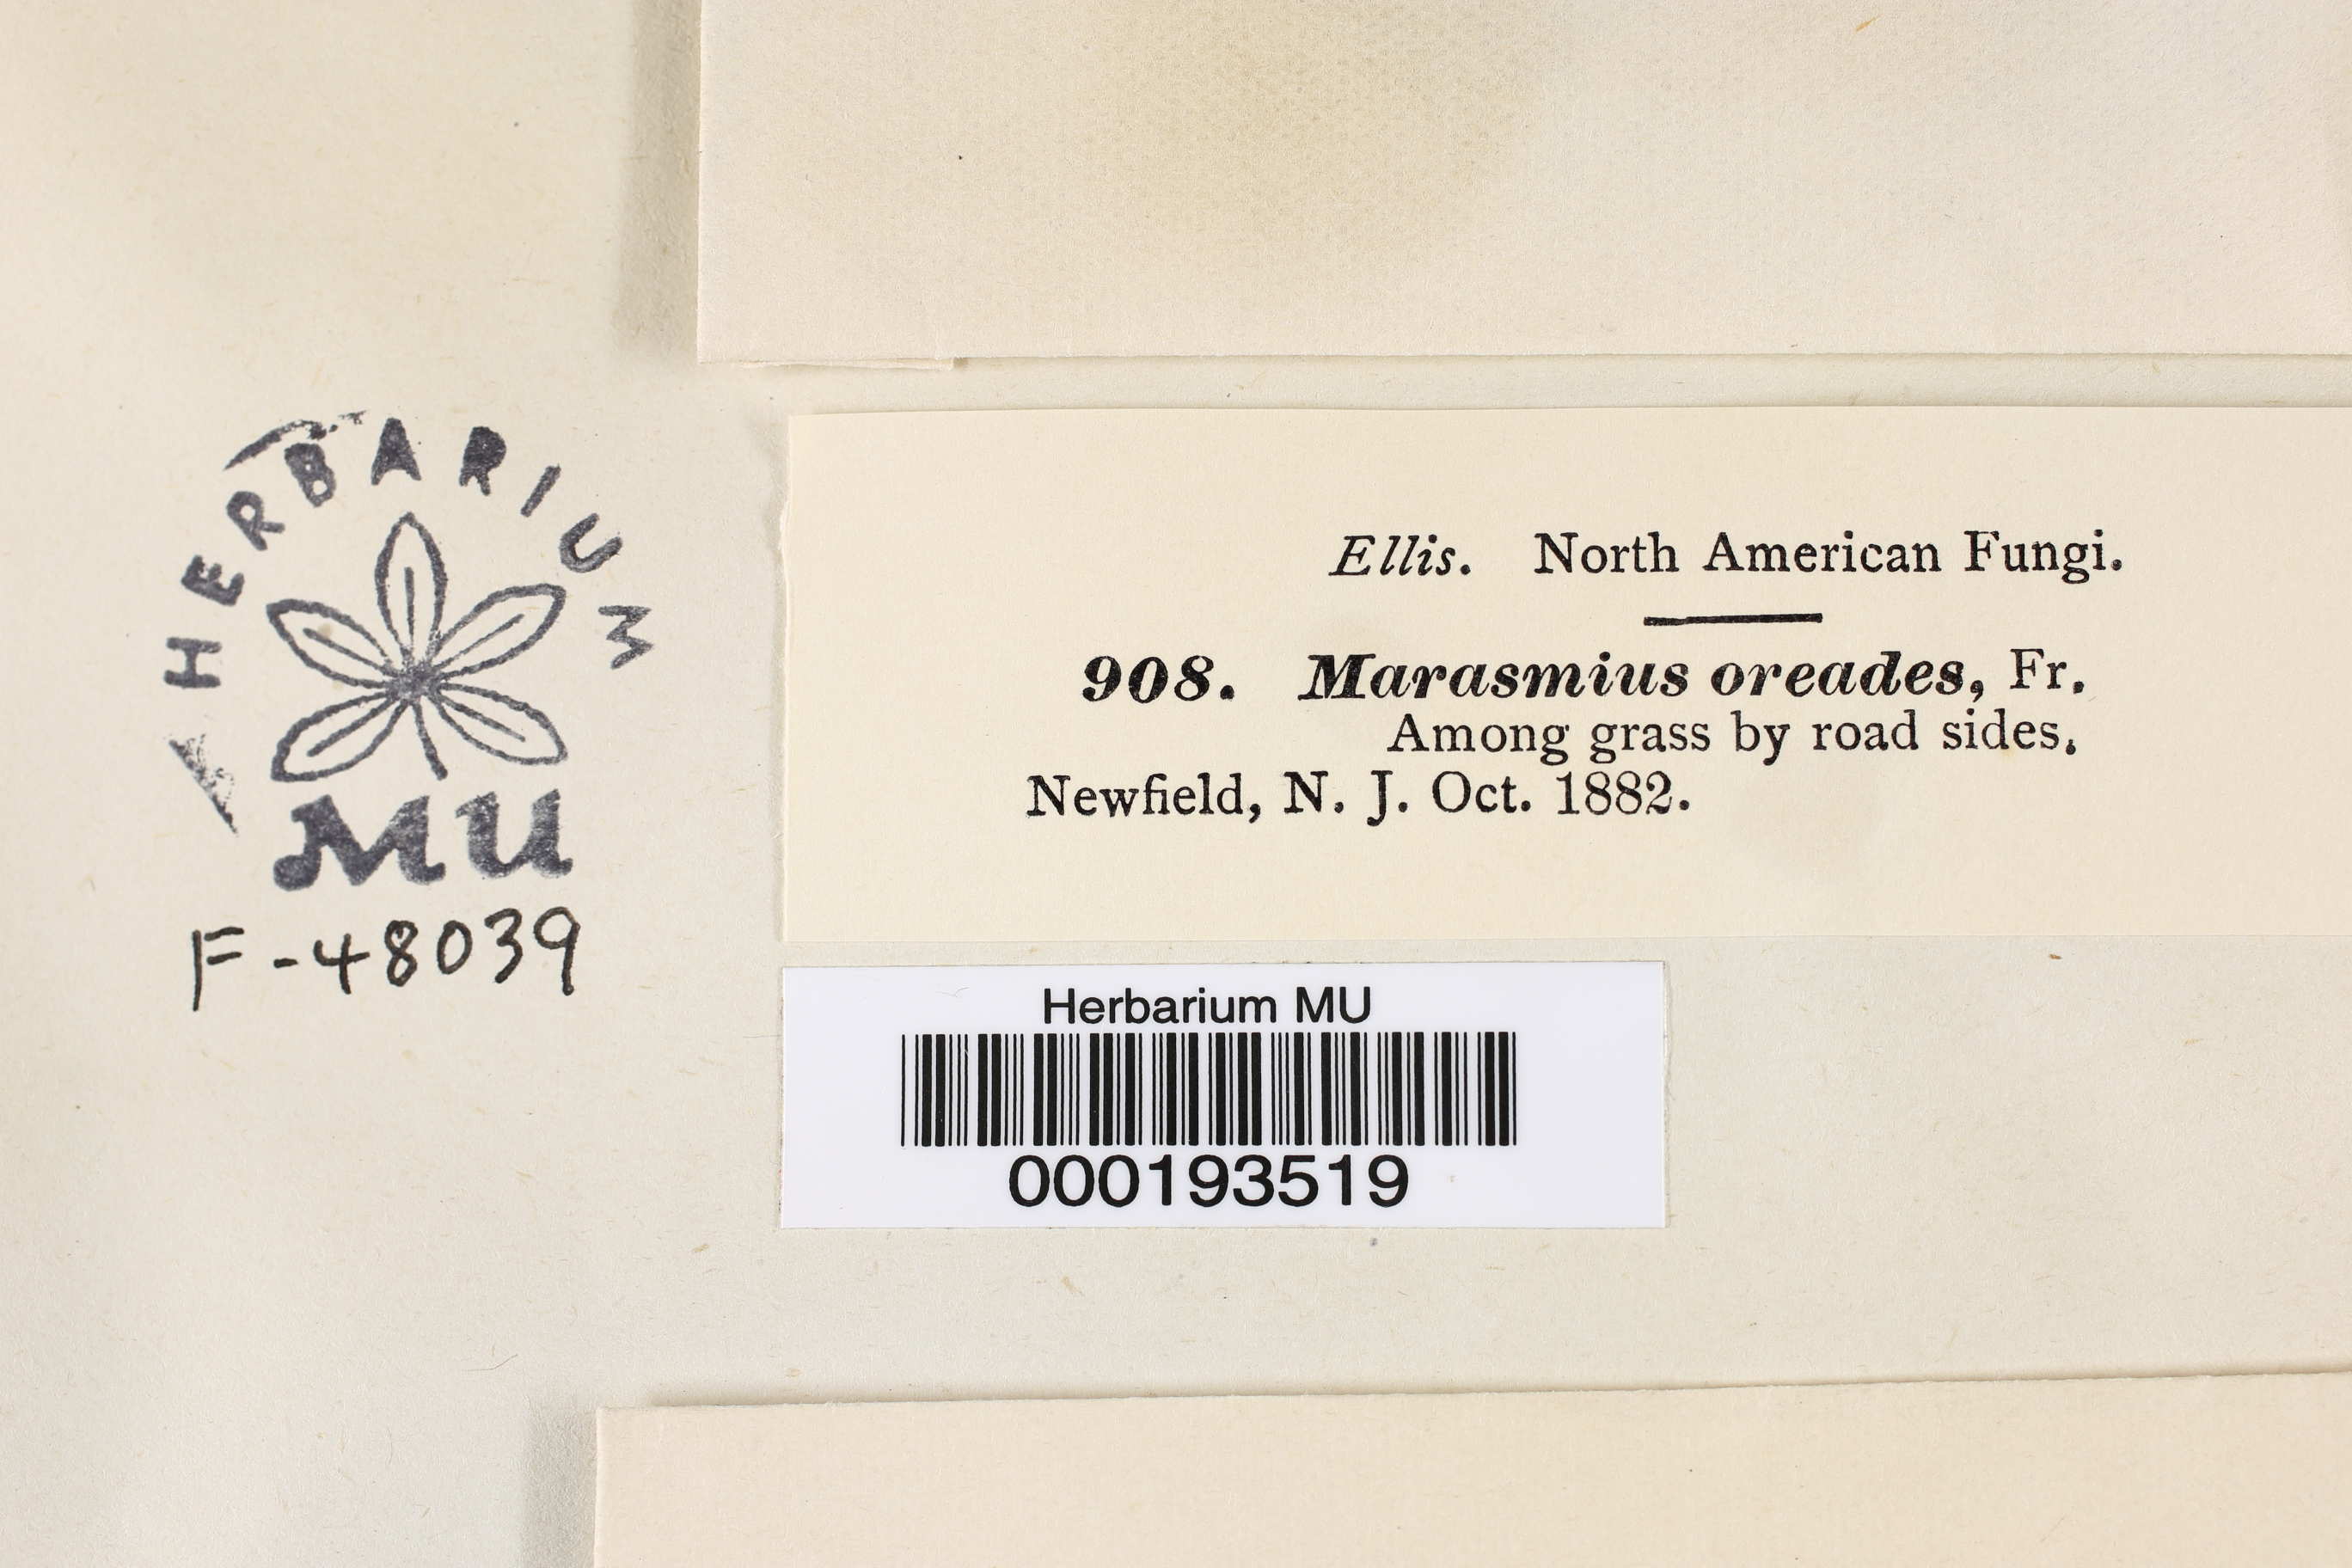 HERBARIUM
MU
F-48039
Ellis. North American Fungi.
908. Marasmius oreades, Fr.
Among grass by road sides.
Newfield, N. J. Oct. 1882.
Herbarium MU
000193519